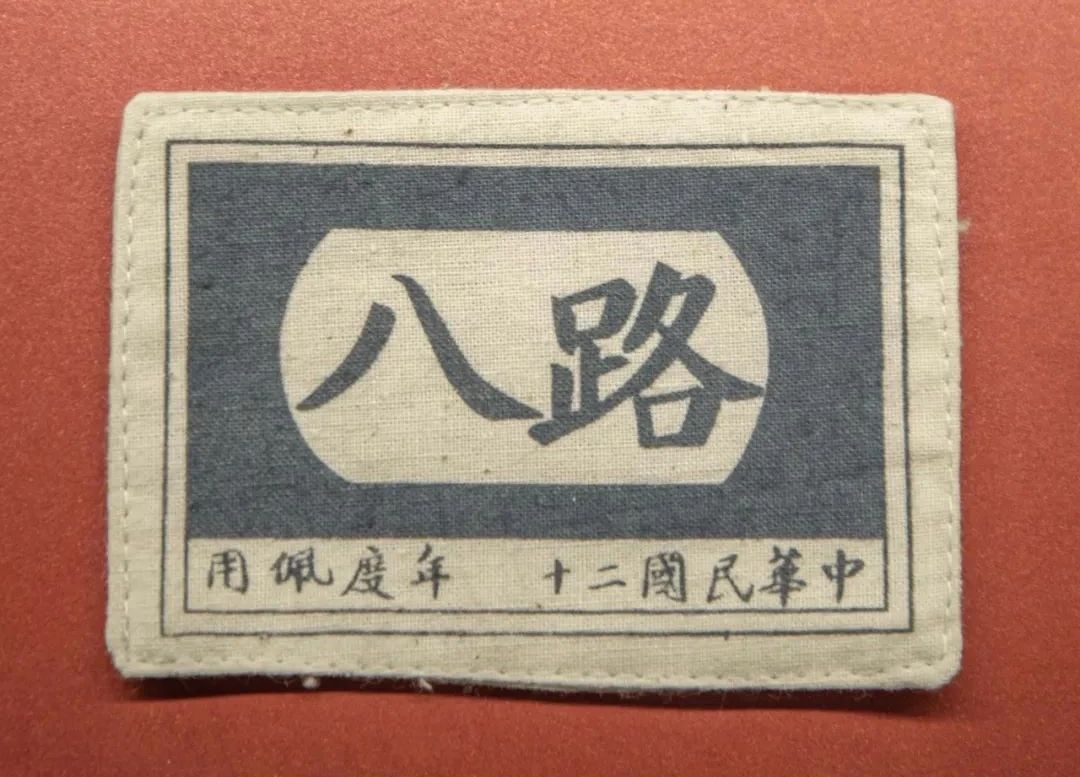 八路
中華民國二十　年度佩用